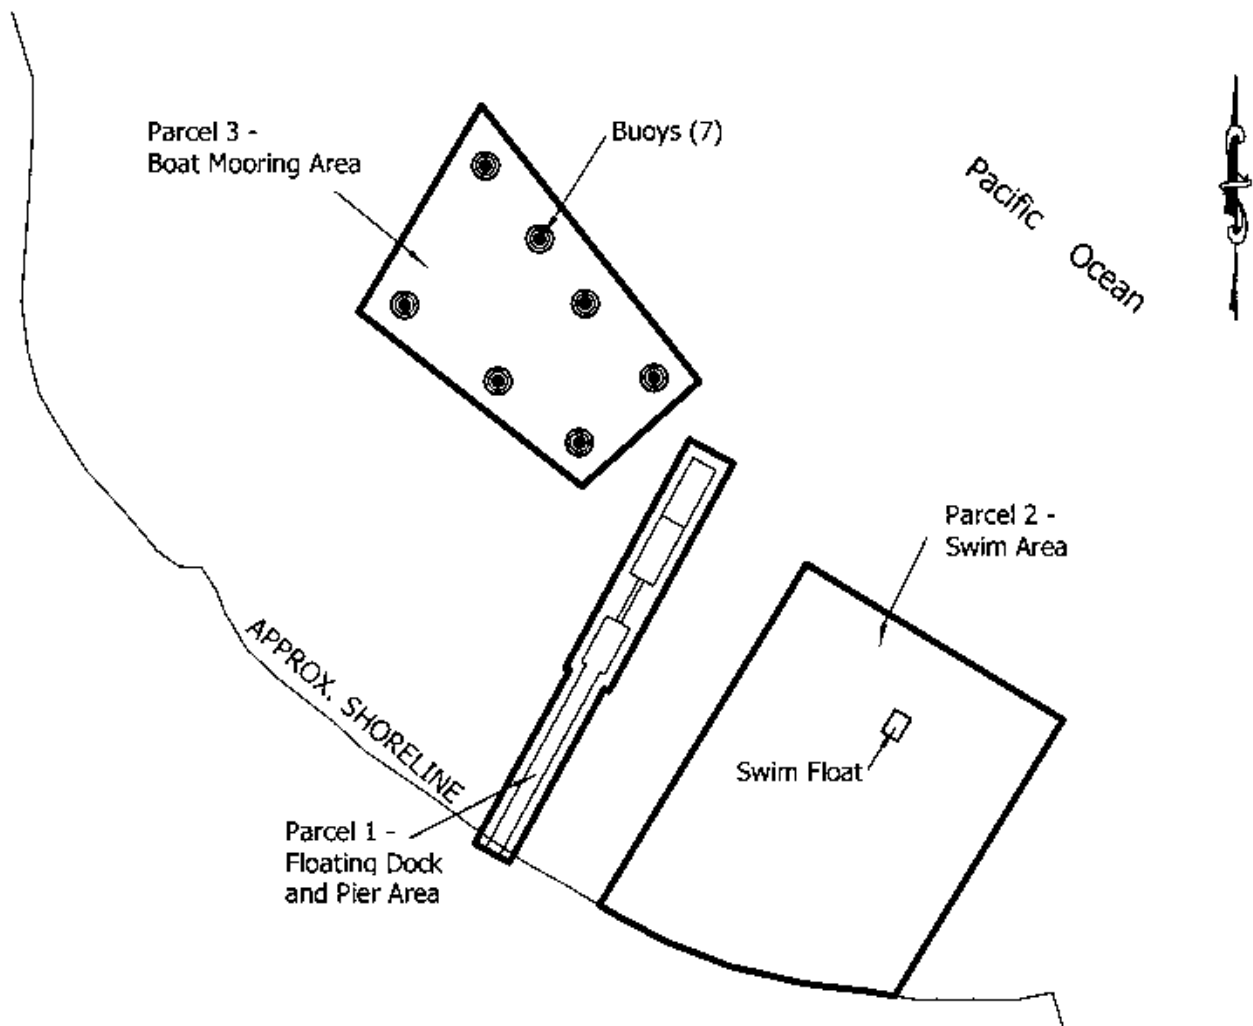 Parcel 3 -
Boat Mooring Area
Buoys (7)
Pacific Ocean
Parcel 2 -
Swim Area
APPROX. SHORELINE
Swim Float
Parcel 1 -
Floating Dock
and Pier Area